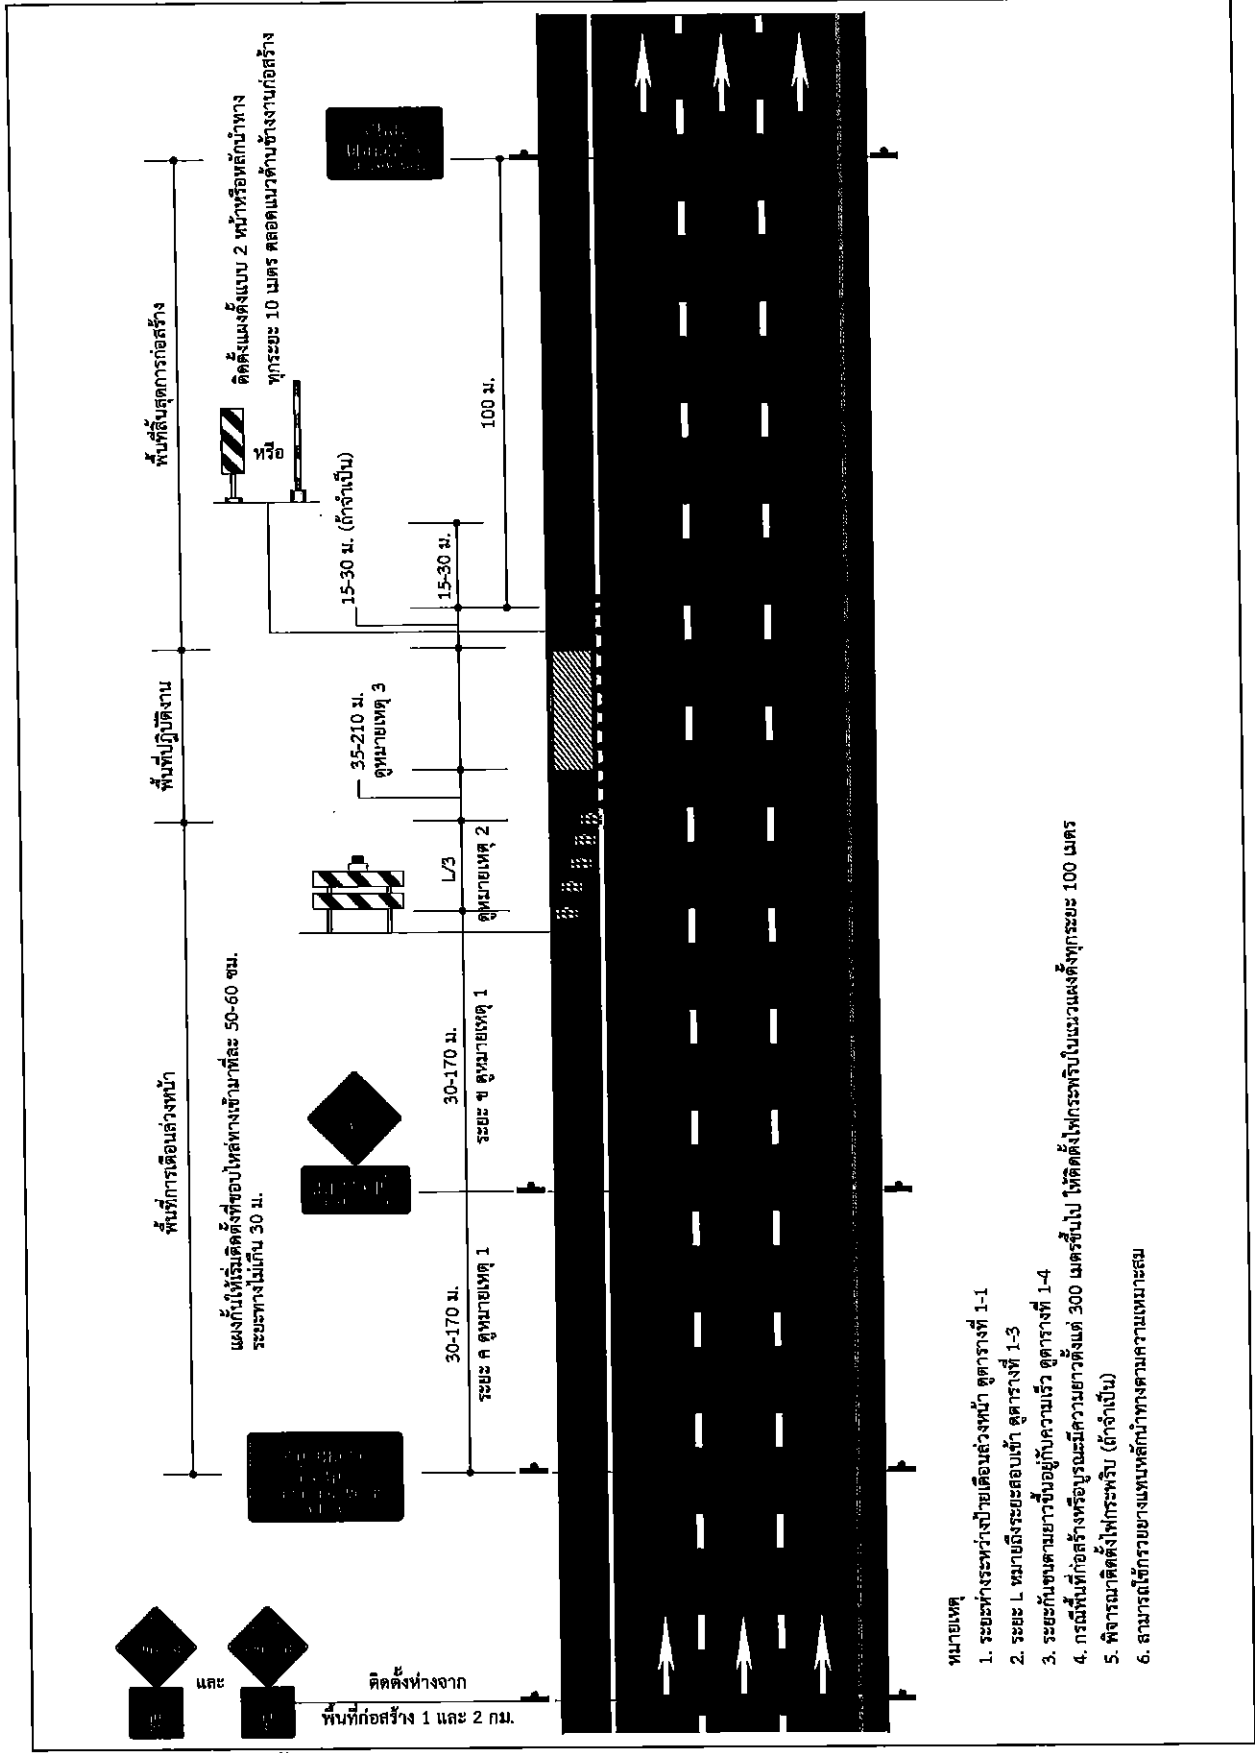 พื้นที่การเตือนล่วงหน้า
พื้นที่ปฏิบัติงาน
พื้นที่สิ้นสุดการก่อสร้าง
แผงกั้นให้เริ่มติดตั้งที่ขอบไหล่ทางเข้ามาที่ละ 50-60 ซม.
ระยะทางไม่เกิน 30 ม.
ติดตั้งแผงตั้งแบบ 2 หน้าหรือหลักนำทาง
ทุกระยะ 10 เมตร ตลอดแนวด้านข้างงานก่อสร้าง
หรือ
และ
ติดตั้งห่างจาก
พื้นที่ก่อสร้าง 1 และ 2 กม.
30-170 ม.
ระยะ ค ดูหมายเหตุ 1
30-170 ม.
ระยะ ข ดูหมายเหตุ 1
L/3
ดูหมายเหตุ 2
35-210 ม.
ดูหมายเหตุ 3
15-30 ม. (ถ้าจำเป็น)
15-30 ม.
100 ม.
หมายเหตุ
1. ระยะห่างระหว่างป้ายเตือนล่วงหน้า ดูตารางที่ 1-1
2. ระยะ L หมายถึงระยะสอบเข้า ดูตารางที่ 1-3
3. ระยะกันชนตามยาวขึ้นอยู่กับความเร็ว ดูตารางที่ 1-4
4. กรณีพื้นที่ก่อสร้างหรือบูรณะมีความยาวตั้งแต่ 300 เมตรขึ้นไป ให้ติดตั้งไฟกระพริบในแนวแผงตั้งทุกระยะ 100 เมตร
5. พิจารณาติดตั้งไฟกระพริบ (ถ้าจำเป็น)
6. สามารถใช้กรวยยางแทนหลักนำทางตามความเหมาะสม